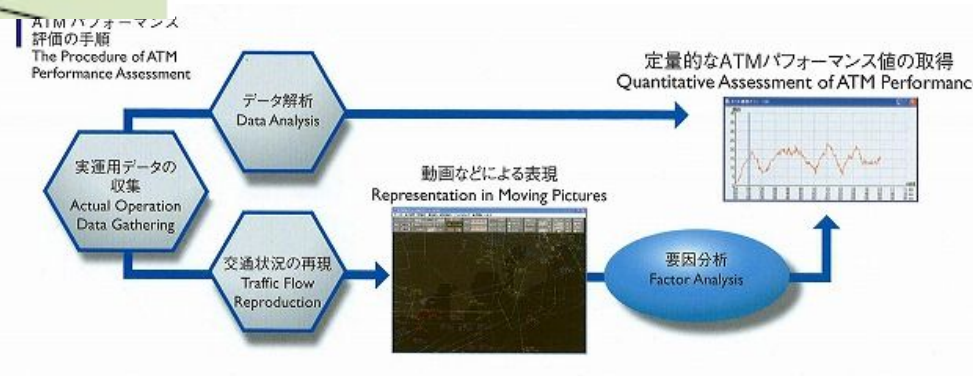 ATM パフォーマンス
評価の手順
The Procedure of ATM
Performance Assessment
実運用データの
収集
Actual Operation
Data Gathering
データ解析
Data Analysis
交通状況の再現
Traffic Flow
Reproduction
動画などによる表現
Representation in Moving Pictures
要因分析
Factor Analysis
定量的なATMパフォーマンス値の取得
Quantitative Assessment of ATM Performance